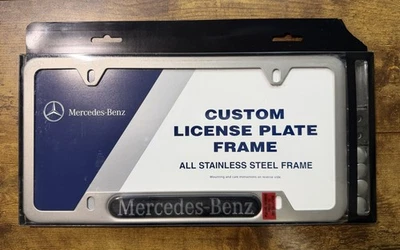 Mercedes-Benz
CUSTOM
LICENSE PLATE
FRAME
ALL STAINLESS STEEL FRAME
Mercedes-Benz